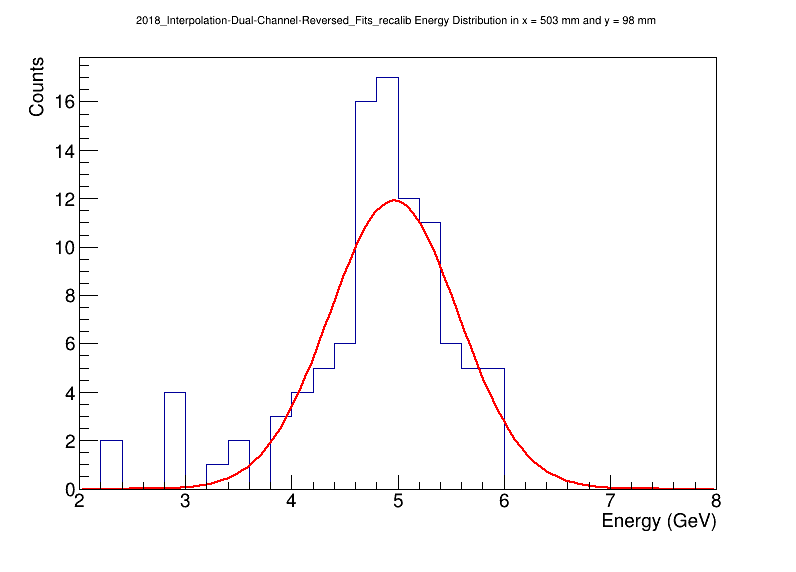 2018_Interpolation-Dual-Channel-Reversed_Fits_recalib Energy Distribution in x = 503 mm and y = 98 mm
Counts
16
14
12
10
8
6
4
2
0
2 3 4 5 6 7 8
Energy (GeV)